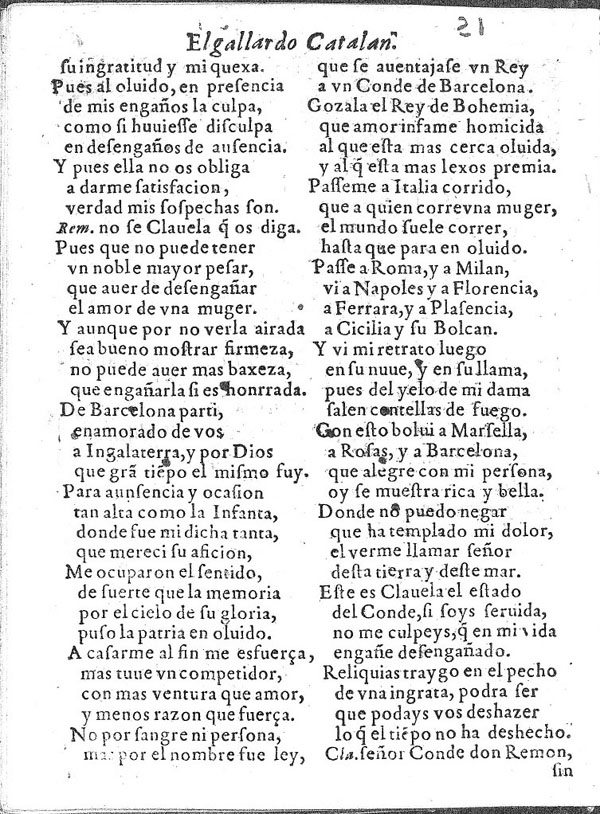 21
El gallardo Catalan.
su ingratitud y mi quexa.
Pues al oluido, en presencia
de mis engaños la culpa,
como si huuiesse disculpa
en desengaños de ausencia.
Y pues ella no os obliga
a darme satisfacion,
verdad mis sospechas son.
Rem. no se Clauela q̃ os diga.
Pues que no puede tener
vn noble mayor pesar,
que auer de desengañar
el amor de vna muger.
Y aunque por no verla airada
sea bueno mostrar firmeza,
no puede auer mas baxeza,
que engañarla si es honrrada.
De Barcelona parti,
enamorado de vos
a Ingalaterra, y por Dios
que grã tiẽpo el mismo fuy.
Para aunsencia y ocasion
tan alta como la Infanta,
donde fue mi dicha tanta,
que mereci su aficion,
Me ocuparon el sentido,
de suerte que la memoria
por el cielo de su gloria,
puso la patria en oluido.
A casarme al fin me esfuerça,
mas tuue vn competidor,
con mas ventura que amor,
y menos razon que fuerça.
No por sangre ni persona,
mas por el nombre fue ley,
que se auentajase vn Rey
a vn Conde de Barcelona.
Gozala el Rey de Bohemia,
que amor infame homicida
al que esta mas cerca oluida,
y al q̃ esta mas lexos premia.
Passeme a Italia corrido,
que a quien corre vna muger,
el mundo suele correr,
hasta que para en oluido.
Passe a Roma, y a Milan,
vi a Napoles y a Florencia,
a Ferrara, y a Plasencia,
a Cicilia y su Bolcan.
Y vi mi retrato luego
en su nuue, y en su llama,
pues del yelo de mi dama
salen centellas de fuego.
Con esto bolui a Marsella,
a Rosas, y a Barcelona,
que alegre con mi persona,
oy se muestra rica y bella.
Donde no puedo negar
que ha templado mi dolor,
el verme llamar señor
desta tierra y deste mar.
Este es Clauela el estado
del Conde, si soys seruida,
no me culpeys, q̃ en mi vida
engañe desengañado.
Reliquias traygo en el pecho
de vna ingrata, podra ser
que podays vos deshazer
lo q̃ el tiẽpo no ha deshecho.
Cla. señor Conde don Remon,
sin